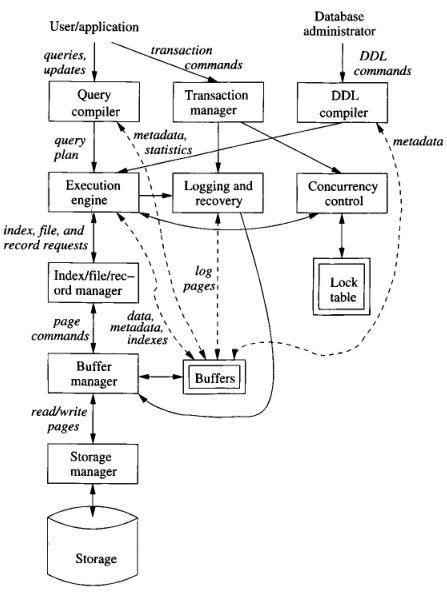 User/application
Database
administrator
queries,
updates
transaction
commands
DDL
commands
Query
compiler
Transaction
manager
DDL
compiler
query
plan
metadata,
statistics
metadata
Execution
engine
Logging and
recovery
Concurrency
control
index, file, and
record requests
Index/file/rec–
ord manager
log
pages
Lock
table
page
commands
data,
metadata,
indexes
Buffer
manager
Buffers
read/write
pages
Storage
manager
Storage